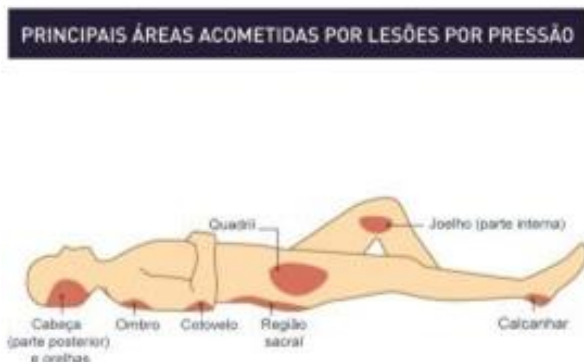 PRINCIPAIS ÁREAS ACOMETIDAS POR LESÕES POR PRESSÃO
Quadril
Joelho (parte interna)
Cabeça
(parte posterior)
e orelhas
Ombro
Cotovelo
Região
sacral
Calcanhar